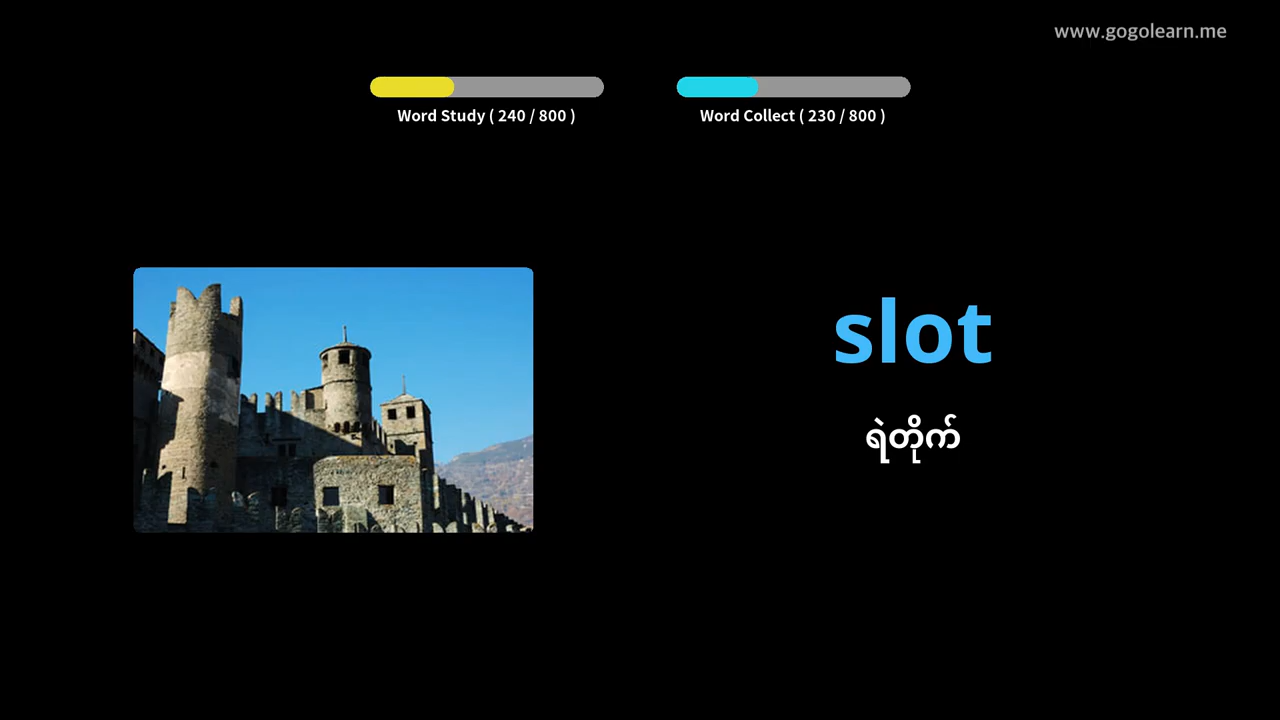 www.gogolearn.me
Word Study ( 240 / 800 )
Word Collect ( 230 / 800 )
slot
ရဲတိုက်